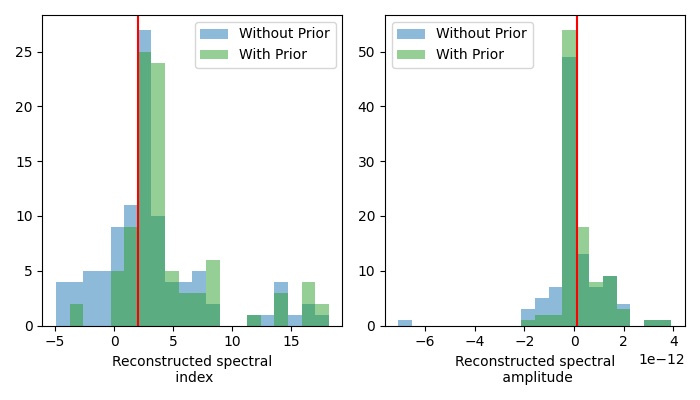 Without Prior
With Prior
25
20
15
10
5
0
−5
0
5
10
15
Reconstructed spectral
index
Without Prior
With Prior
50
40
30
20
10
0
−6
−4
−2
0
2
4
1e−12
Reconstructed spectral
amplitude